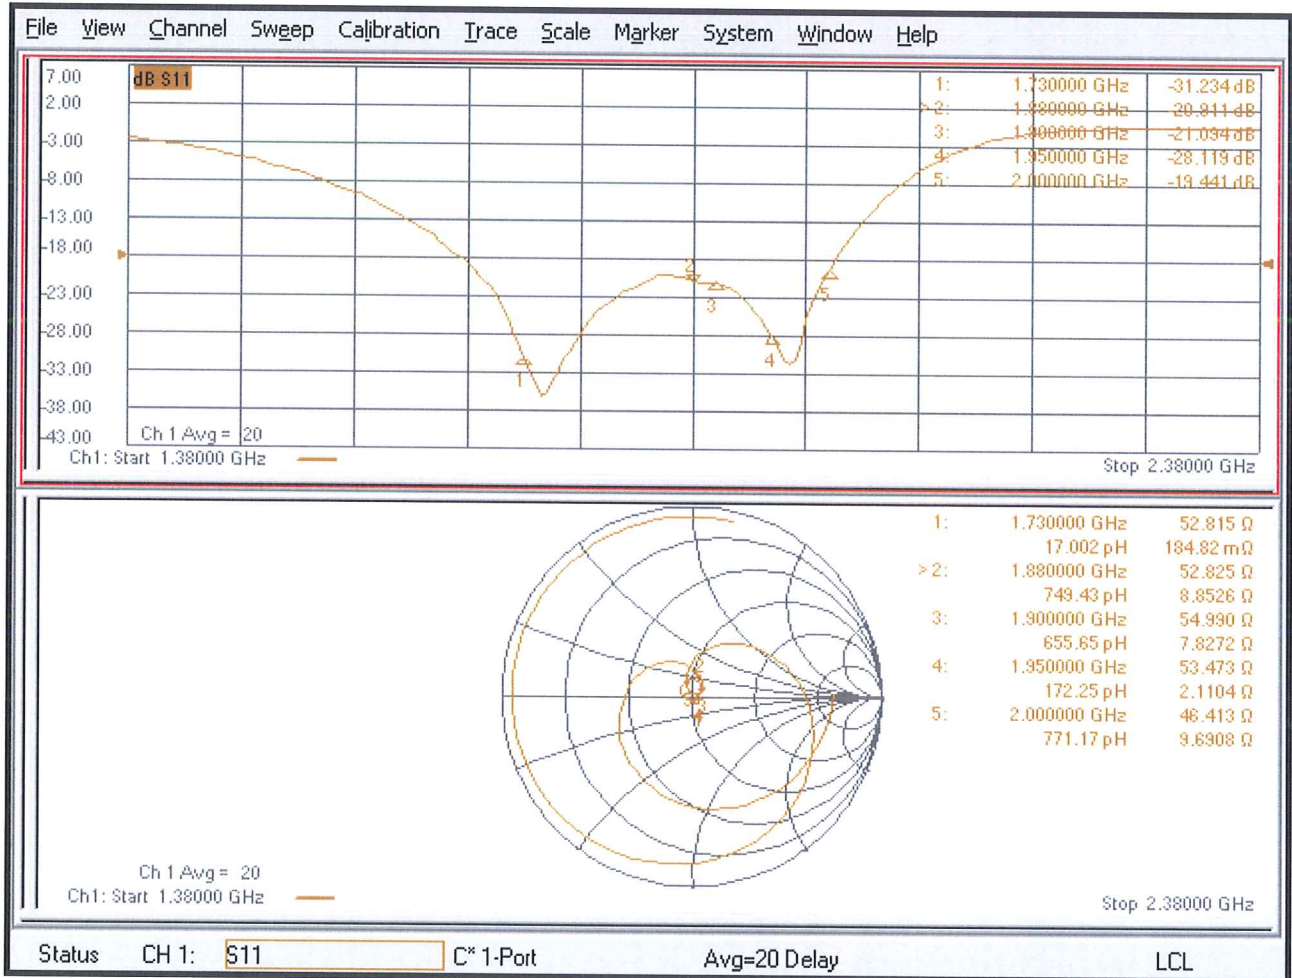 File View Channel Sweep Calibration Trace Scale Marker System Window Help
7.00
2.00
-3.00
-8.00
-13.00
-18.00
-23.00
-28.00
-33.00
-38.00
-43.00
dB S11
1: 1.730000 GHz -31.234 dB
>2: 1.880000 GHz -20.911 dB
3: 1.900000 GHz -21.094 dB
4: 1.950000 GHz -28.119 dB
5: 2.000000 GHz -19.441 dB
1
2
3
4
5
Ch 1 Avg = 20
Ch1: Start 1.38000 GHz
Stop 2.38000 GHz
1: 1.730000 GHz 52.815 Ω
17.002 pH 184.82 mΩ
>2: 1.880000 GHz 52.825 Ω
749.43 pH 8.8526 Ω
3: 1.900000 GHz 54.990 Ω
655.65 pH 7.8272 Ω
4: 1.950000 GHz 53.473 Ω
172.25 pH 2.1104 Ω
5: 2.000000 GHz 46.413 Ω
771.17 pH 9.6908 Ω
Ch 1 Avg = 20
Ch1: Start 1.38000 GHz
Stop 2.38000 GHz
Status CH 1: S11 C* 1-Port Avg=20 Delay LCL